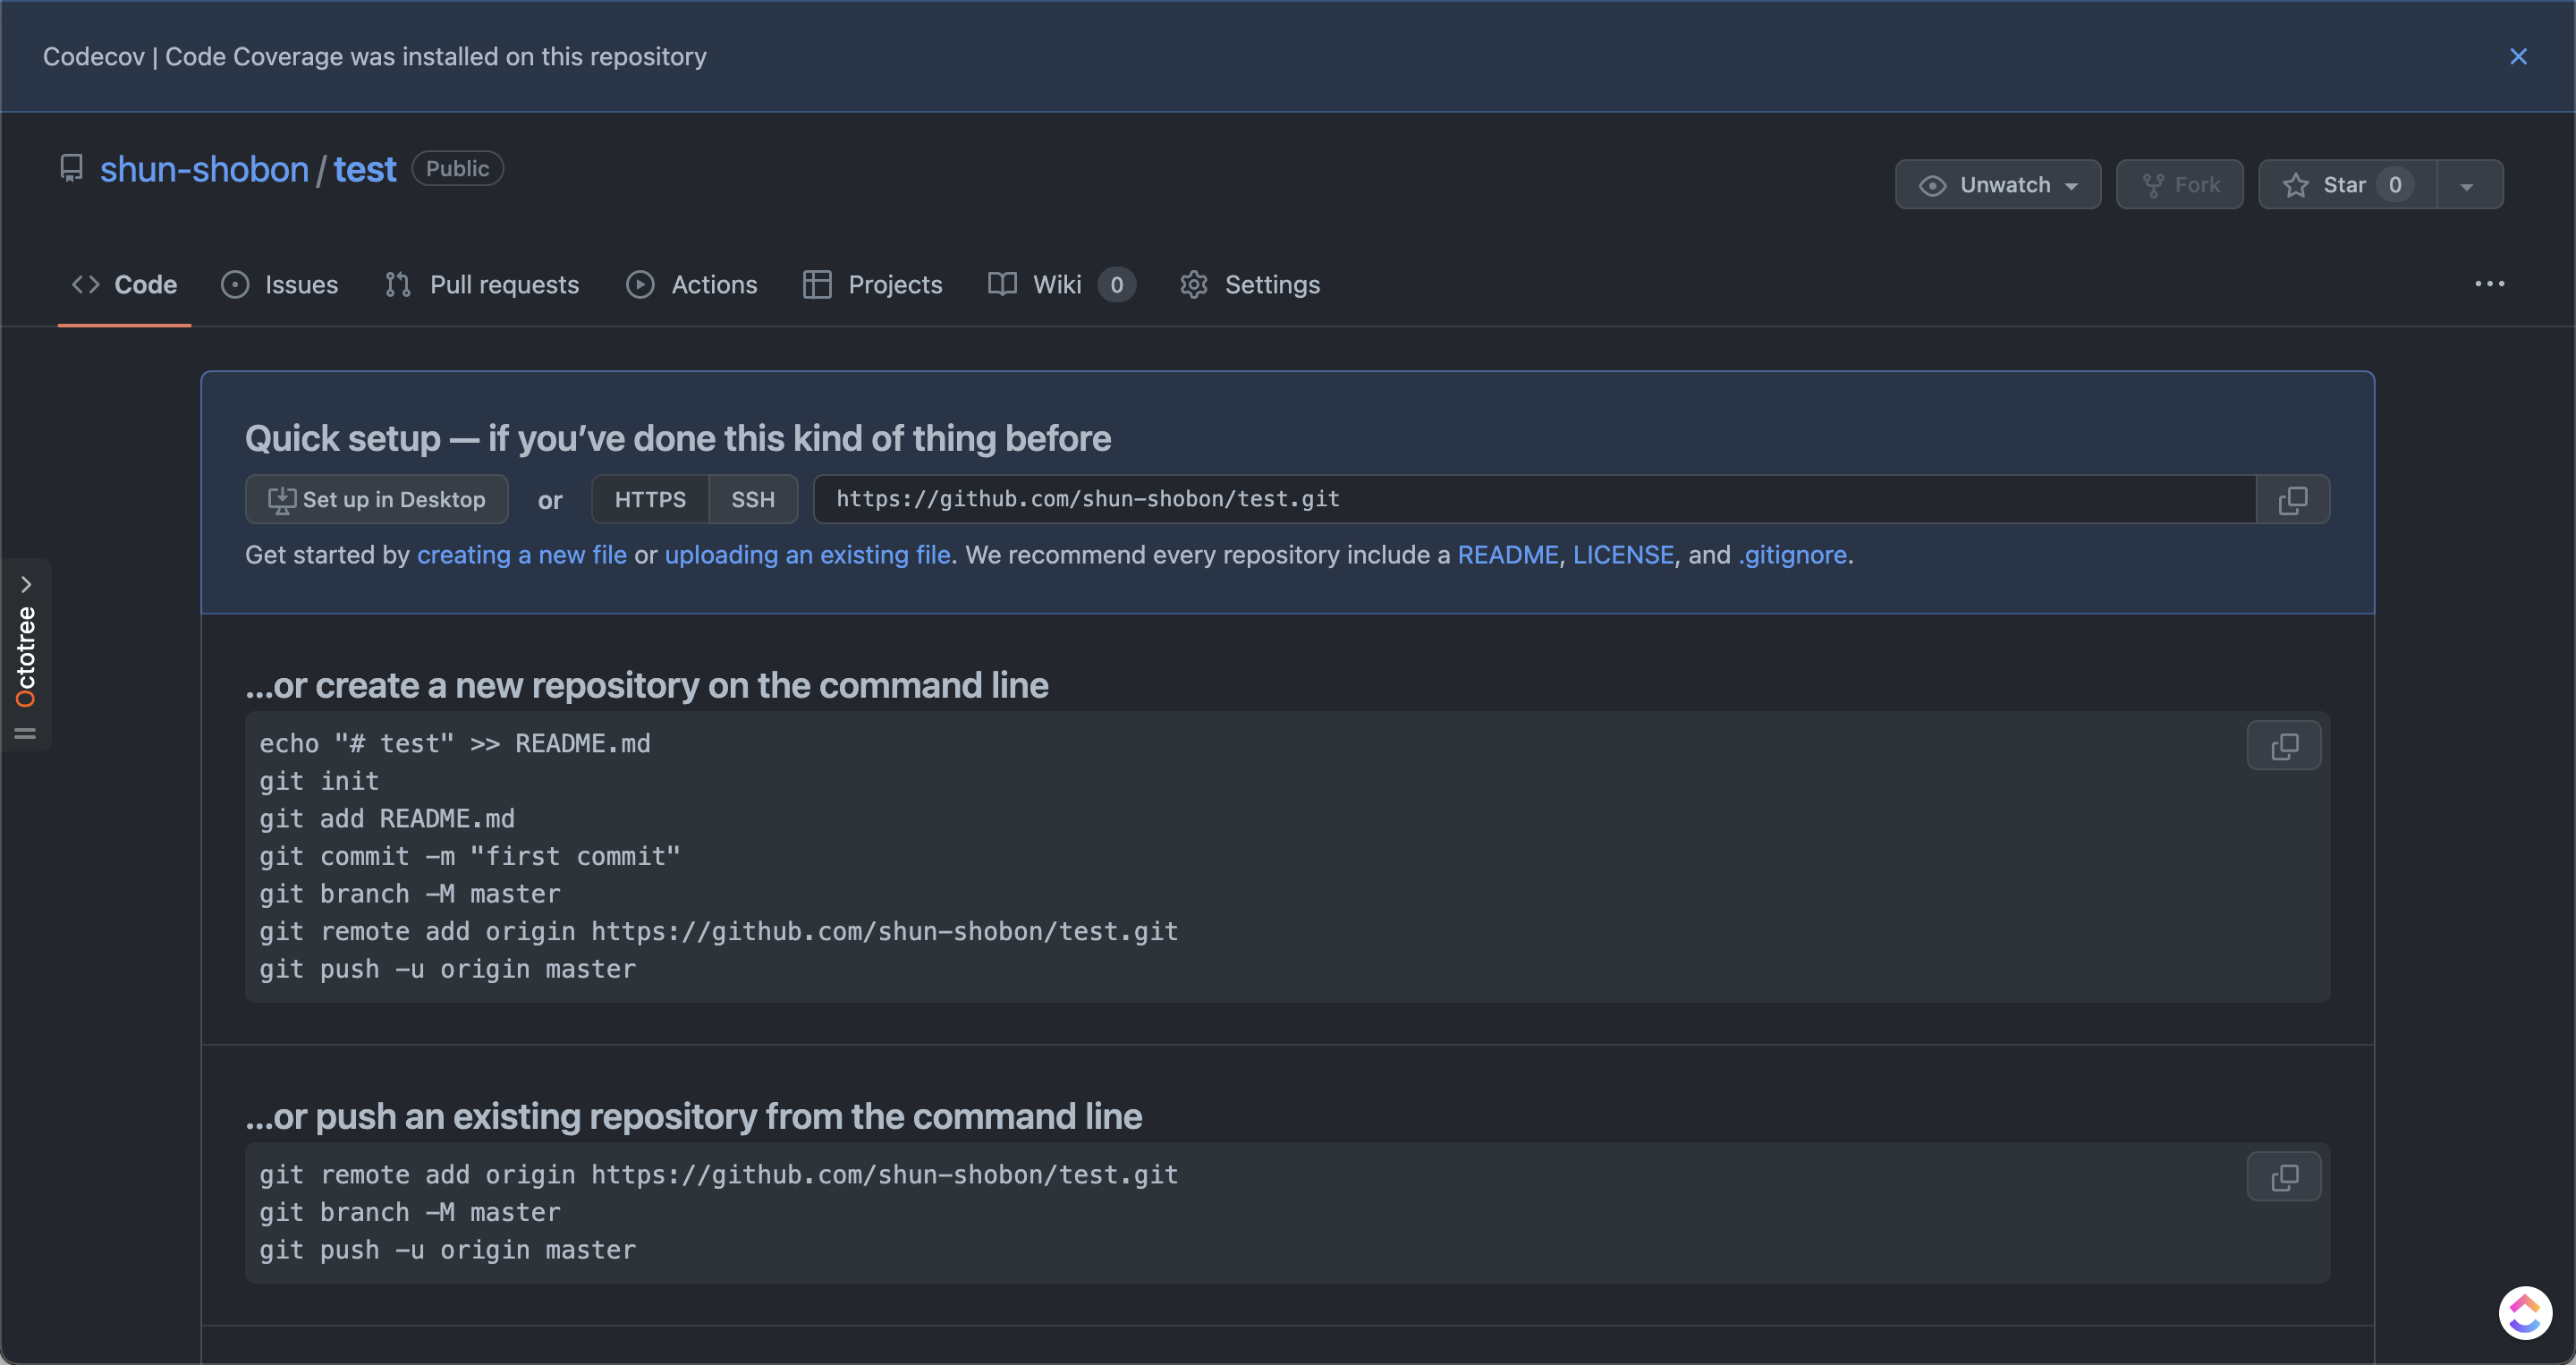 Codecov | Code Coverage was installed on this repository
shun-shobon / test Public
Unwatch Fork Star 0
Code Issues Pull requests Actions Projects Wiki 0 Settings
Quick setup — if you’ve done this kind of thing before
Set up in Desktop or HTTPS SSH https://github.com/shun-shobon/test.git
Get started by creating a new file or uploading an existing file. We recommend every repository include a README, LICENSE, and .gitignore.
Octotree
…or create a new repository on the command line
echo "# test" >> README.md
git init
git add README.md
git commit -m "first commit"
git branch -M master
git remote add origin https://github.com/shun-shobon/test.git
git push -u origin master
…or push an existing repository from the command line
git remote add origin https://github.com/shun-shobon/test.git
git branch -M master
git push -u origin master